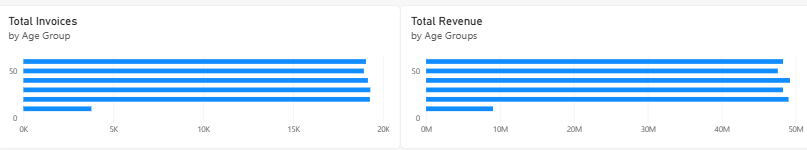 Total Invoices
by Age Group
50
0
0K 5K 10K 15K 20K
Total Revenue
by Age Groups
50
0
0M 10M 20M 30M 40M 50M